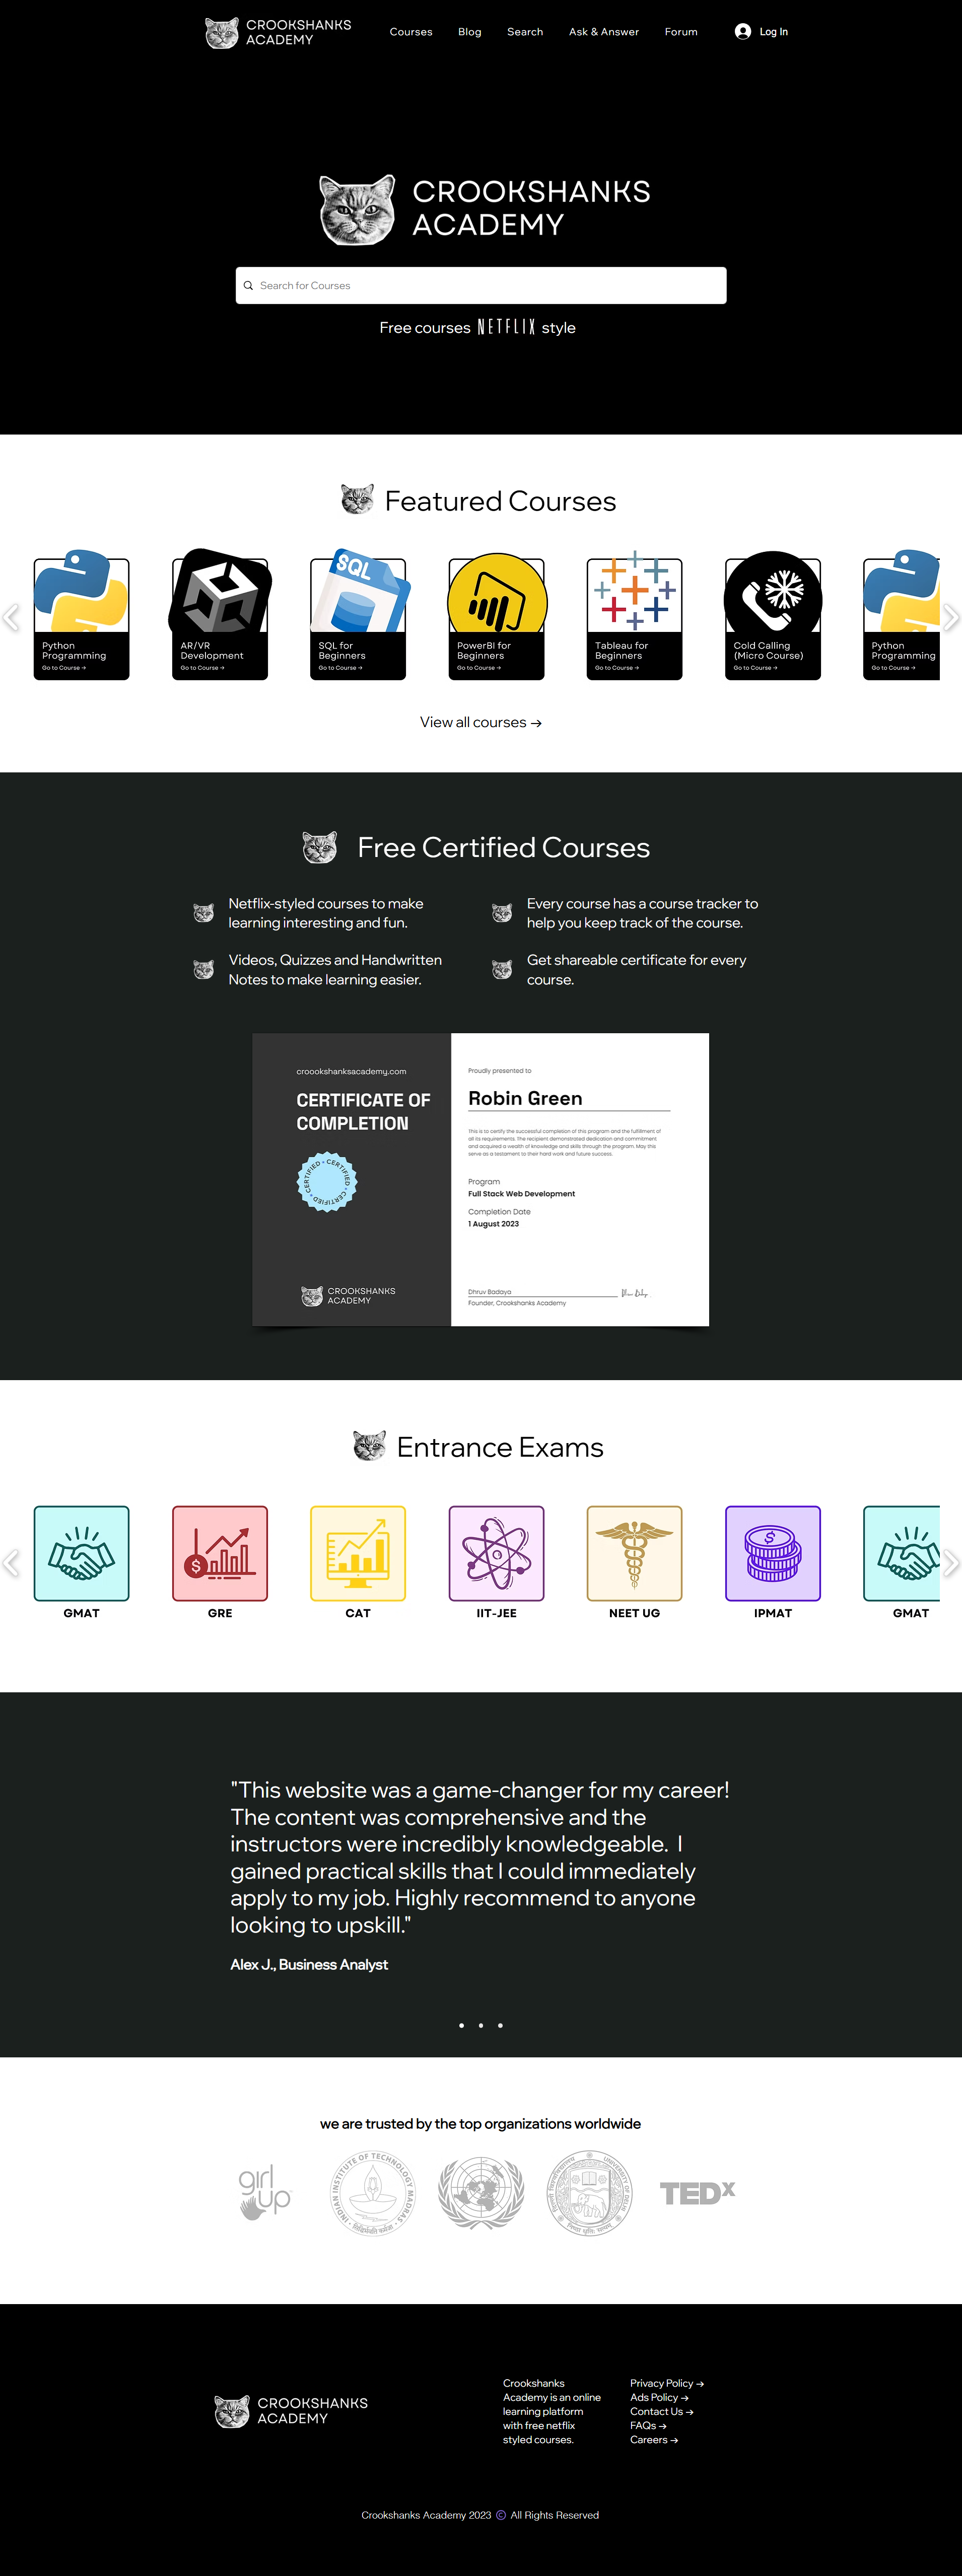 CROOKSHANKS
ACADEMY
Courses
Blog
Search
Ask & Answer
Forum
Log In
CROOKSHANKS
ACADEMY
Search for Courses
Free courses NETFLIX style
Featured Courses
Python
Programming
Go to Course →
AR/VR
Development
Go to Course →
SQL
SQL for
Beginners
Go to Course →
PowerBI for
Beginners
Go to Course →
Tableau for
Beginners
Go to Course →
Cold Calling
(Micro Course)
Go to Course →
Python
Programming
Go to Course →
View all courses →
Free Certified Courses
Netflix-styled courses to make
learning interesting and fun.
Every course has a course tracker to
help you keep track of the course.
Videos, Quizzes and Handwritten
Notes to make learning easier.
Get shareable certificate for every
course.
croookshanksacademy.com
CERTIFICATE OF
COMPLETION
CERTIFIED • CERTIFIED • CERTIFIED •
CROOKSHANKS
ACADEMY
Proudly presented to
Robin Green
This is to certify the successful completion of this program and the fulfillment of
all its requirements. The recipient demonstrated dedication and commitment
and acquired a wealth of knowledge and skills through the program. May this
serve as a testament to their hard work and future success.
Program
Full Stack Web Development
Completion Date
1 August 2023
Dhruv Badaya
Founder, Crookshanks Academy
Entrance Exams
GMAT
GRE
CAT
IIT-JEE
NEET UG
IPMAT
GMAT
"This website was a game-changer for my career!
The content was comprehensive and the
instructors were incredibly knowledgeable. I
gained practical skills that I could immediately
apply to my job. Highly recommend to anyone
looking to upskill."
Alex J., Business Analyst
we are trusted by the top organizations worldwide
girl
up
INDIAN INSTITUTE OF TECHNOLOGY MADRAS
सिद्धिर्भवति कर्मजा
UNIVERSITY OF DELHI
निष्ठा धृतिः सत्यम्
TEDx
CROOKSHANKS
ACADEMY
Crookshanks
Academy is an online
learning platform
with free netflix
styled courses.
Privacy Policy →
Ads Policy →
Contact Us →
FAQs →
Careers →
Crookshanks Academy 2023 © All Rights Reserved